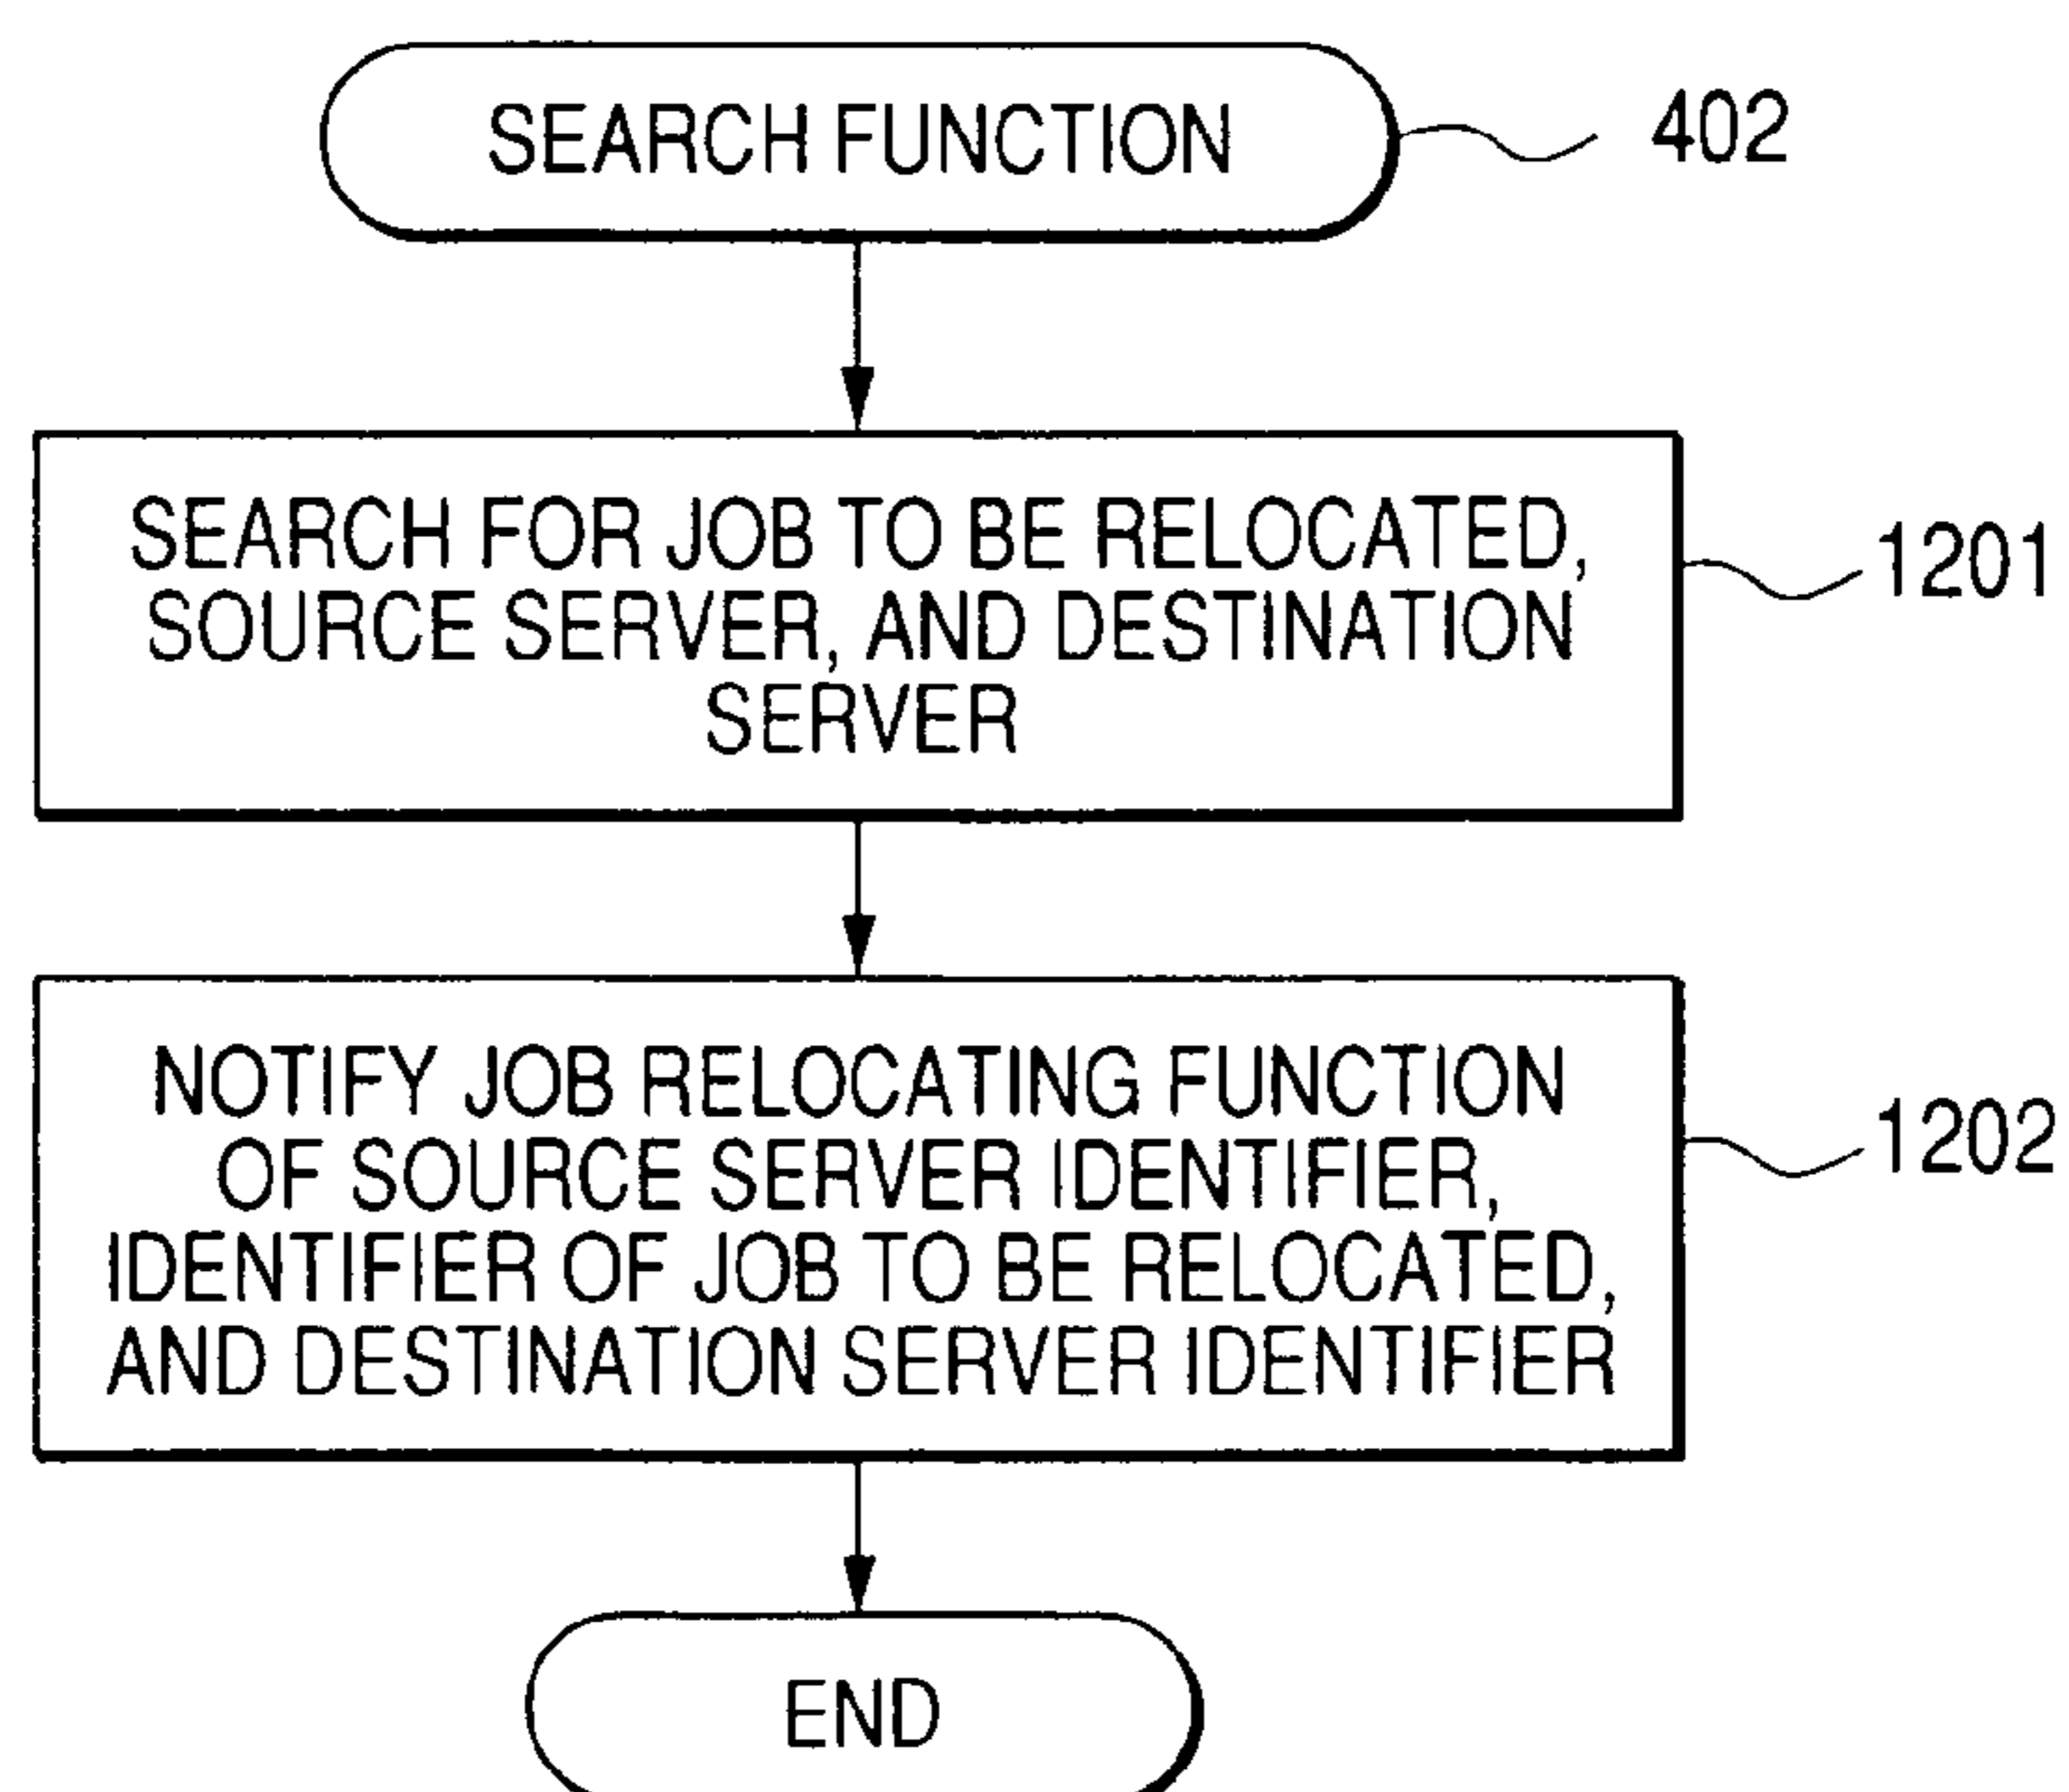 SEARCH FUNCTION
402
SEARCH FOR JOB TO BE RELOCATED,
SOURCE SERVER, AND DESTINATION
SERVER
1201
NOTIFY JOB RELOCATING FUNCTION
OF SOURCE SERVER IDENTIFIER,
IDENTIFIER OF JOB TO BE RELOCATED,
AND DESTINATION SERVER IDENTIFIER
1202
END